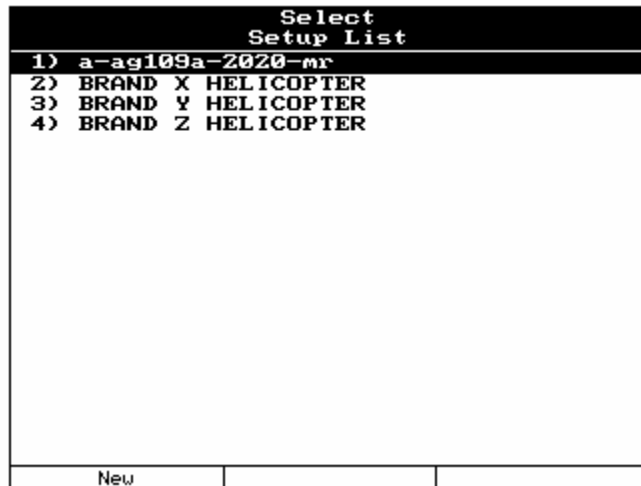 Select
Setup List
1) a-ag109a-2020-mr
2) BRAND X HELICOPTER
3) BRAND Y HELICOPTER
4) BRAND Z HELICOPTER
New